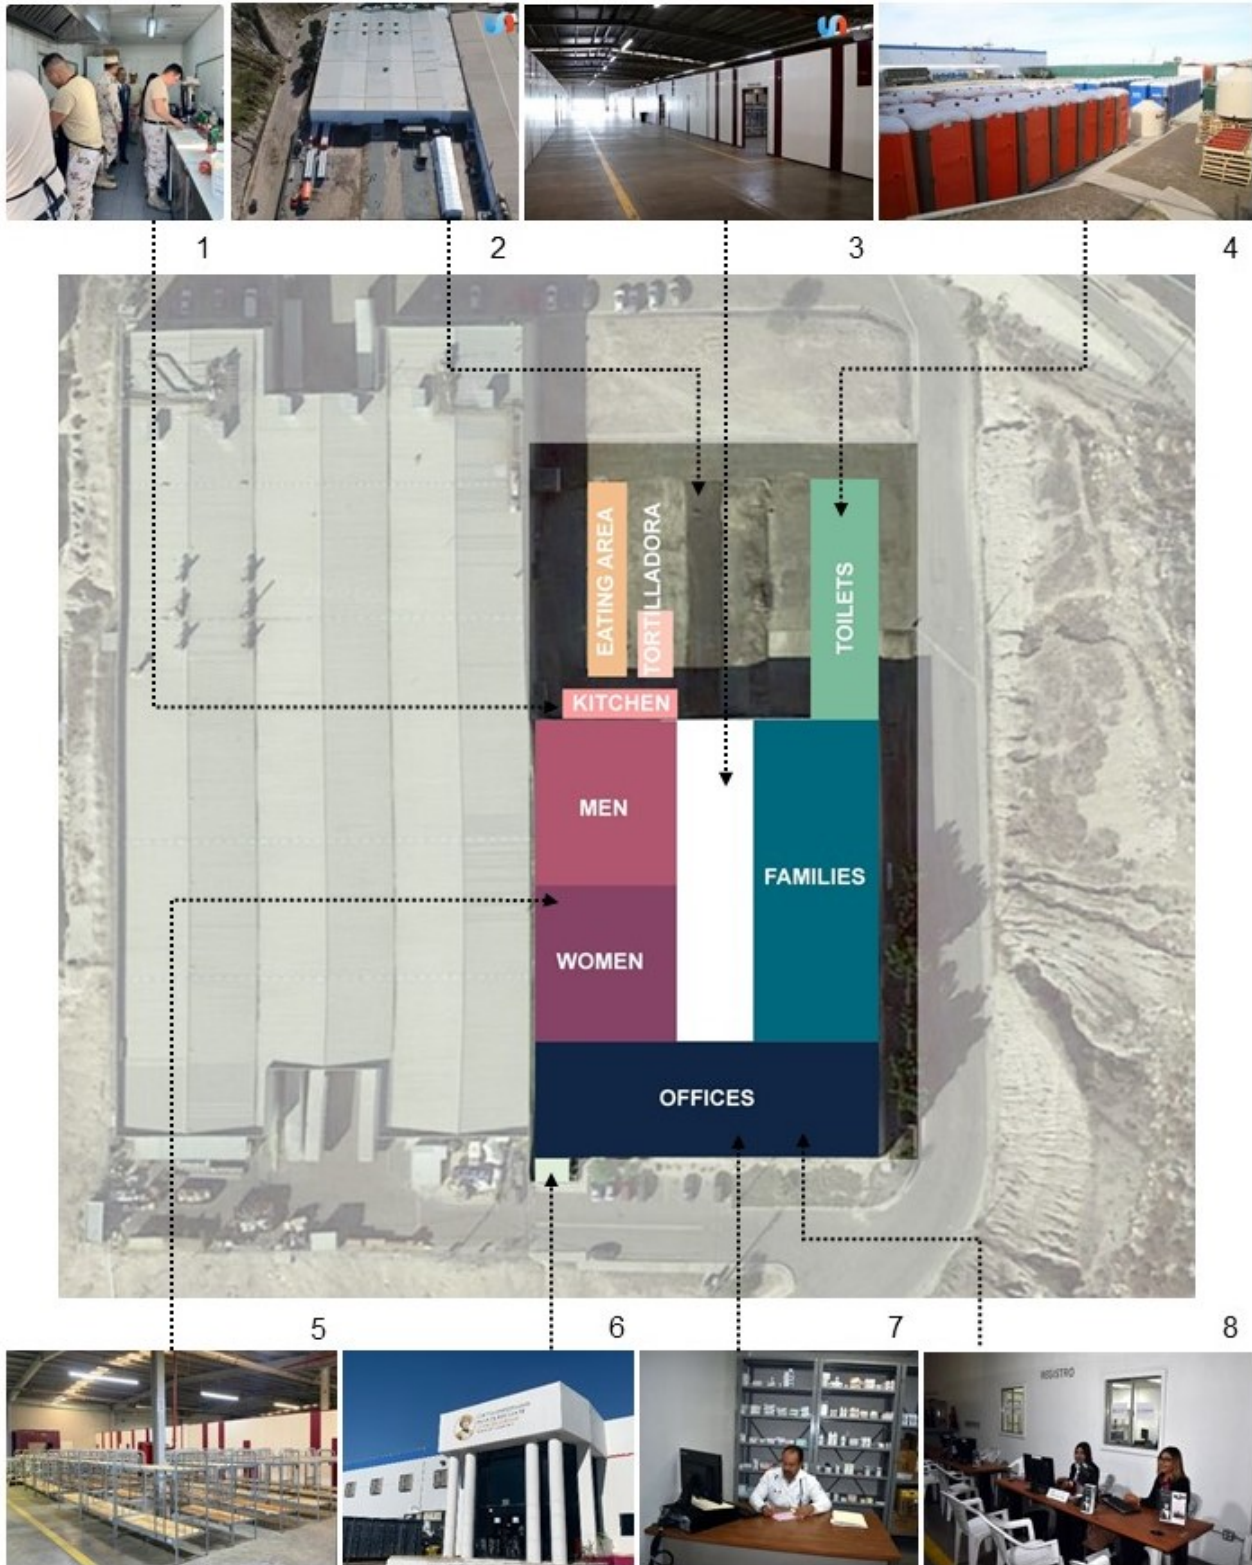 1
2
3
4
EATING AREA
TORTILLADORA
TOILETS
KITCHEN
MEN
FAMILIES
WOMEN
OFFICES
5
6
7
8
REGISTRO